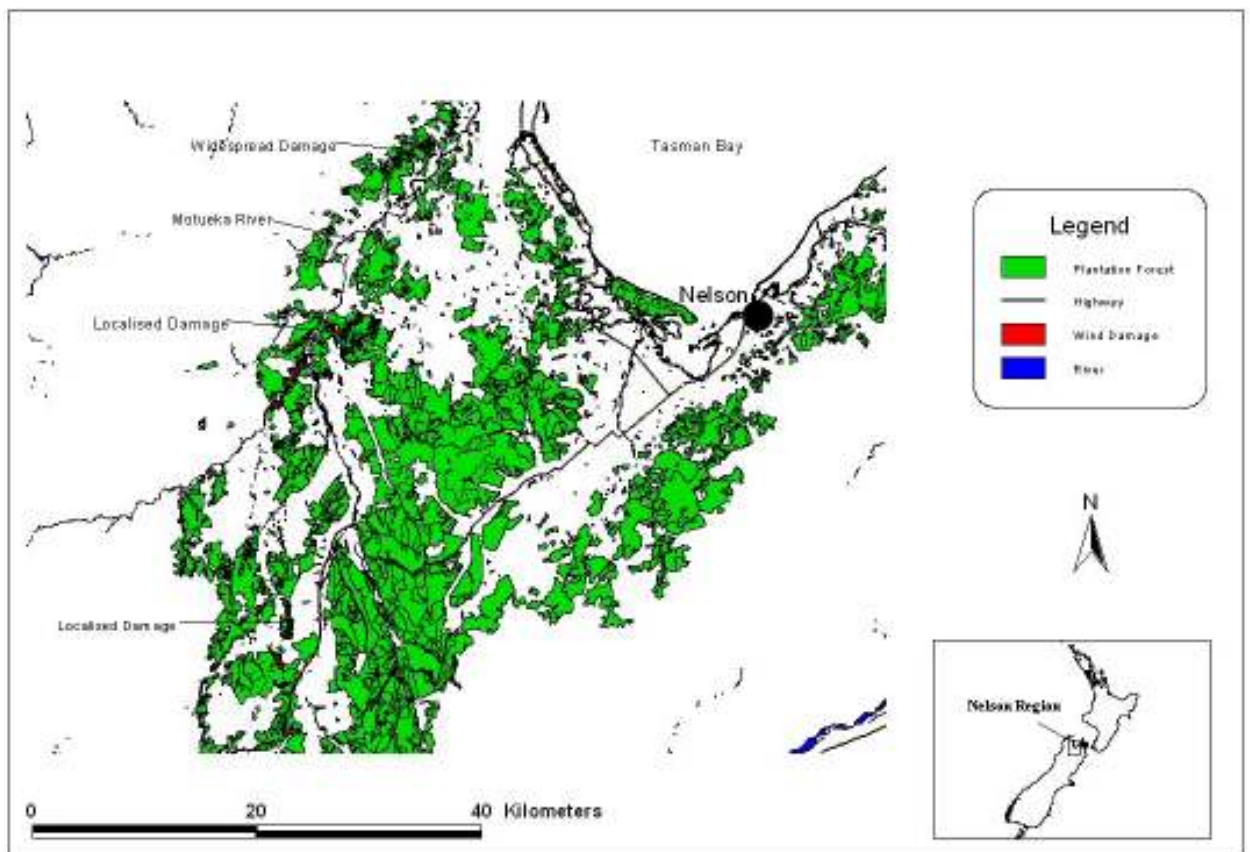 Widespread Damage
Tasman Bay
Motueka River
Nelson
Localised Damage
Localised Damage
Legend
Plantation Forest
Highway
Wind Damage
River
N
Nelson Region
0 20 40 Kilometers